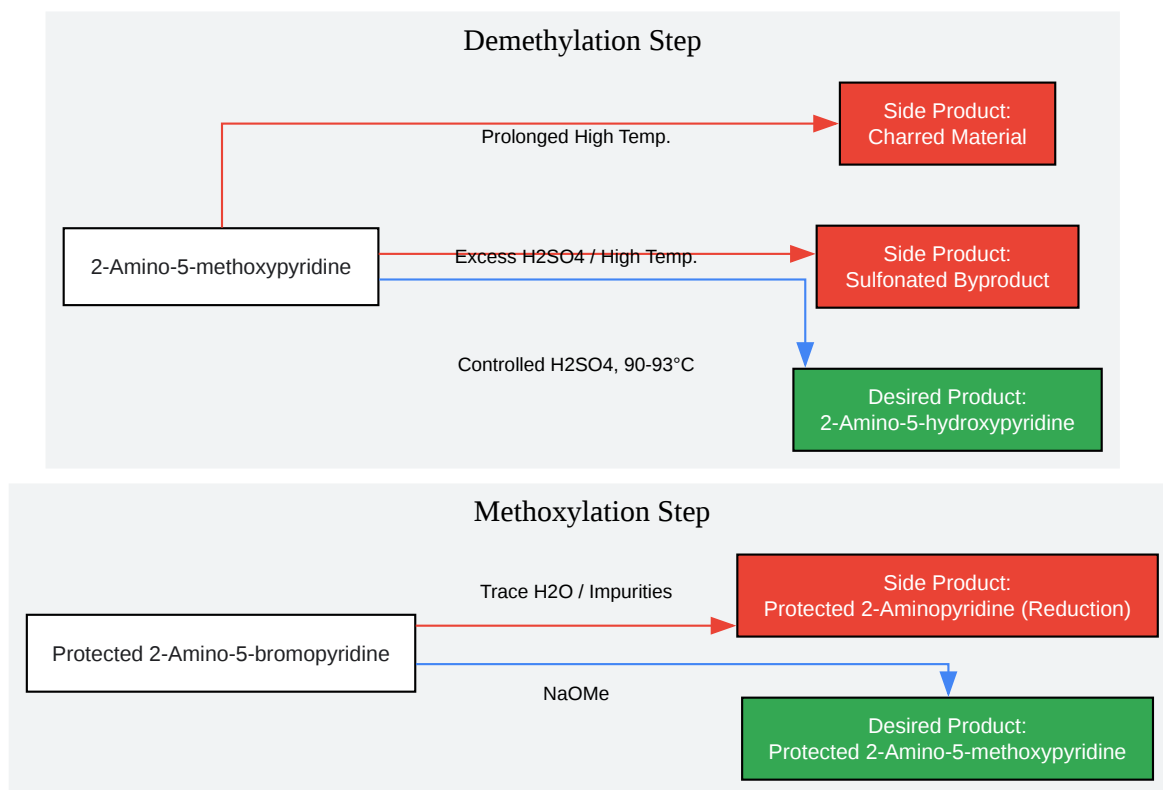 Demethylation Step
Side Product:
Charred Material
Prolonged High Temp.
2-Amino-5-methoxypyridine
Excess H2SO4 / High Temp.
Side Product:
Sulfonated Byproduct
Controlled H2SO4, 90-93°C
Desired Product:
2-Amino-5-hydroxypyridine
Methoxylation Step
Trace H2O / Impurities
Side Product:
Protected 2-Aminopyridine (Reduction)
Protected 2-Amino-5-bromopyridine
NaOMe
Desired Product:
Protected 2-Amino-5-methoxypyridine